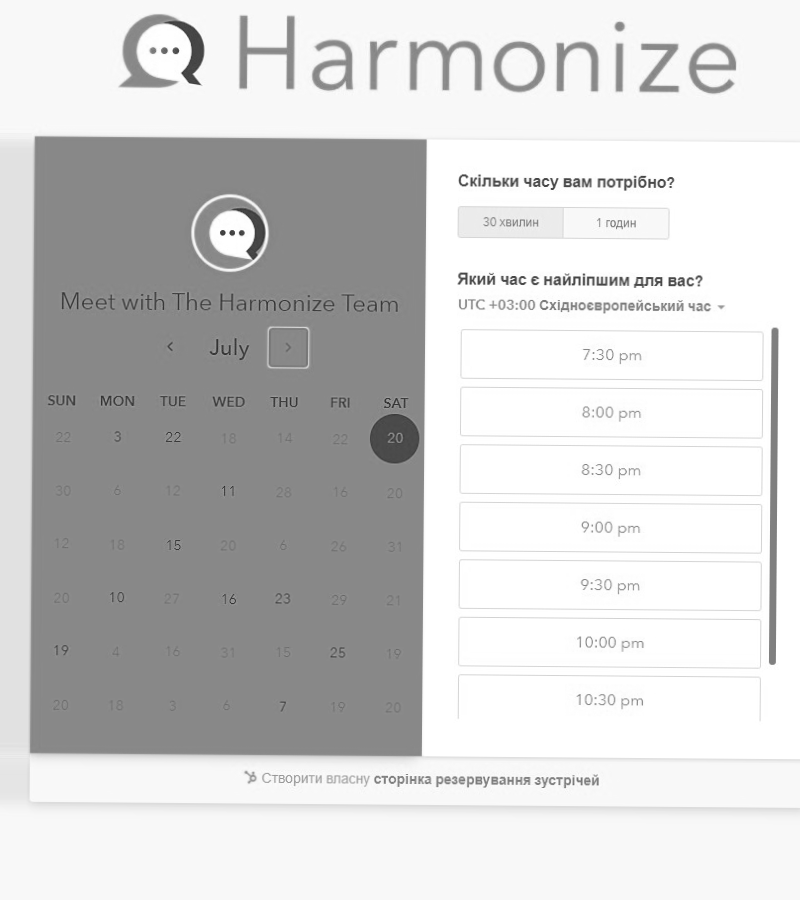 Harmonize
Meet with The Harmonize Team
July
SUN MON TUE WED THU FRI SAT
22 3 22 18 14 22 20
30 6 12 11 28 16 20
12 18 15 20 6 26 31
20 10 27 16 23 29 21
19 4 16 31 15 25 19
20 18 3 6 7 19 20
Скільки часу вам потрібно?
30 хвилин 1 годин
Який час є найліпшим для вас?
UTC +03:00 Східноєвропейський час
7:30 pm
8:00 pm
8:30 pm
9:00 pm
9:30 pm
10:00 pm
10:30 pm
Створити власну сторінка резервування зустрічей